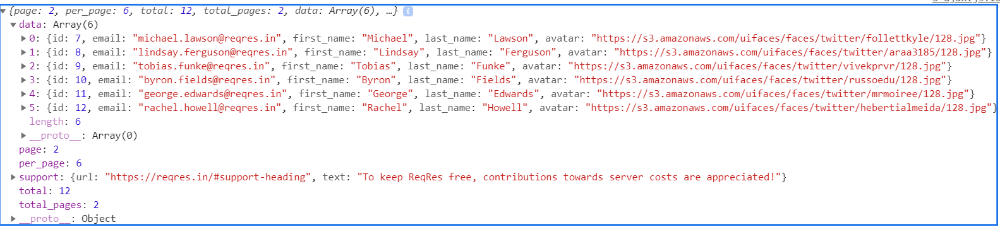 {page: 2, per_page: 6, total: 12, total_pages: 2, data: Array(6), …} i
data: Array(6)
0: {id: 7, email: "michael.lawson@reqres.in", first_name: "Michael", last_name: "Lawson", avatar: "https://s3.amazonaws.com/uifaces/faces/twitter/follettkyle/128.jpg"}
1: {id: 8, email: "lindsay.ferguson@reqres.in", first_name: "Lindsay", last_name: "Ferguson", avatar: "https://s3.amazonaws.com/uifaces/faces/twitter/araa3185/128.jpg"}
2: {id: 9, email: "tobias.funke@reqres.in", first_name: "Tobias", last_name: "Funke", avatar: "https://s3.amazonaws.com/uifaces/faces/twitter/vivekprvr/128.jpg"}
3: {id: 10, email: "byron.fields@reqres.in", first_name: "Byron", last_name: "Fields", avatar: "https://s3.amazonaws.com/uifaces/faces/twitter/russoedu/128.jpg"}
4: {id: 11, email: "george.edwards@reqres.in", first_name: "George", last_name: "Edwards", avatar: "https://s3.amazonaws.com/uifaces/faces/twitter/mrmoiree/128.jpg"}
5: {id: 12, email: "rachel.howell@reqres.in", first_name: "Rachel", last_name: "Howell", avatar: "https://s3.amazonaws.com/uifaces/faces/twitter/hebertialmeida/128.jpg"}
length: 6
__proto__: Array(0)
page: 2
per_page: 6
support: {url: "https://reqres.in/#support-heading", text: "To keep ReqRes free, contributions towards server costs are appreciated!"}
total: 12
total_pages: 2
__proto__: Object